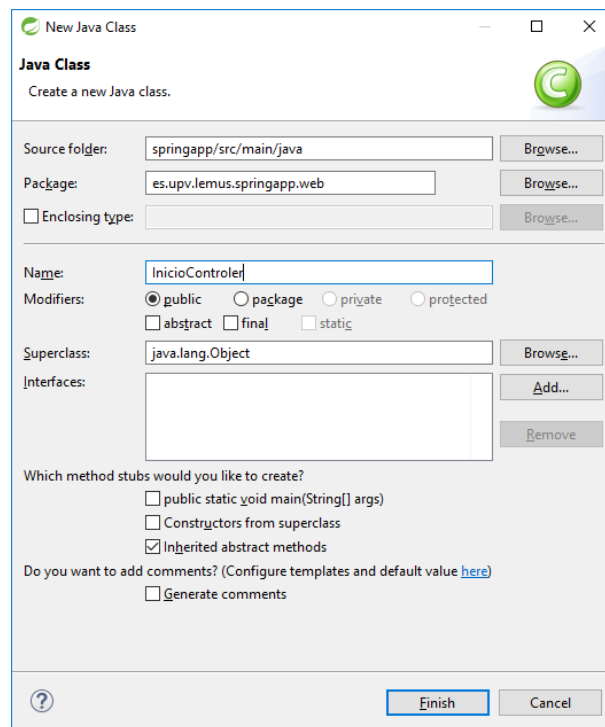 New Java Class
Java Class
Create a new Java class.
Source folder: springapp/src/main/java Browse...
Package: es.upv.lemus.springapp.web Browse...
Enclosing type: Browse...
Name: InicioControler
Modifiers: public package private protected
abstract final static
Superclass: java.lang.Object Browse...
Interfaces: Add...
Remove
Which method stubs would you like to create?
public static void main(String[] args)
Constructors from superclass
Inherited abstract methods
Do you want to add comments? (Configure templates and default value here)
Generate comments
? Finish Cancel